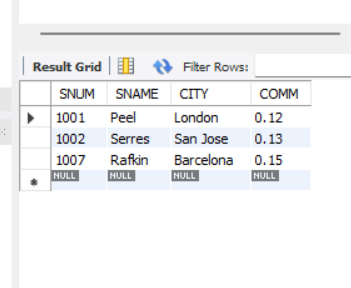 Result Grid Filter Rows:
SNUM SNAME CITY COMM
1001 Peel London 0.12
1002 Serres San Jose 0.13
1007 Rafkin Barcelona 0.15
NULL NULL NULL NULL